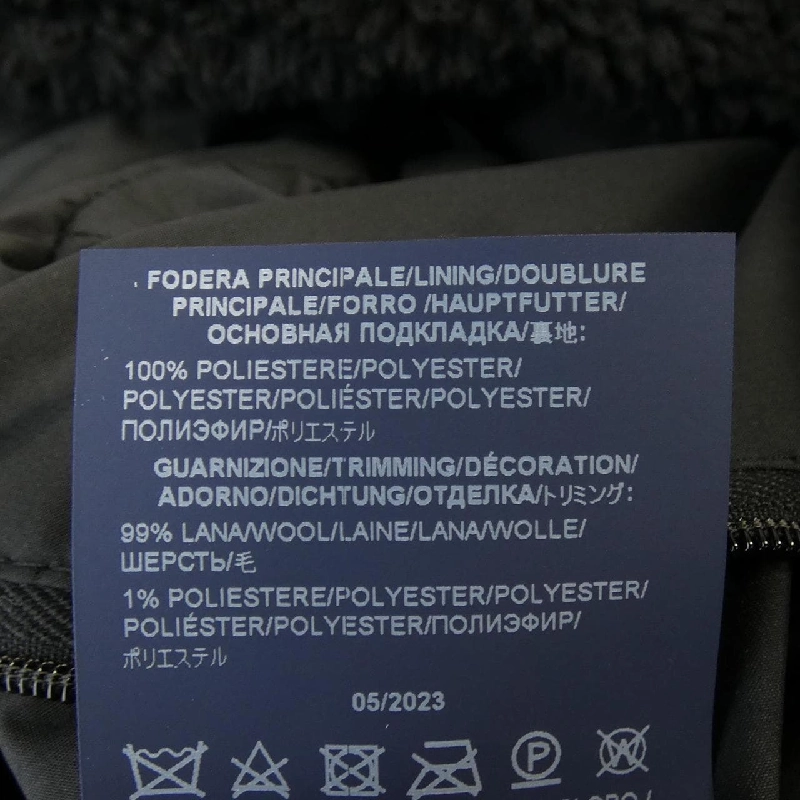 FODERA PRINCIPALE/LINING/DOUBLURE
PRINCIPALE/FORRO /HAUPTFUTTER/
ОСНОВНАЯ ПОДКЛАДКА/裏地:
100% POLIESTERE/POLYESTER/
POLYESTER/POLIÉSTER/POLYESTER/
ПОЛИЭФИР/ポリエステル
GUARNIZIONE/TRIMMING/DÉCORATION/
ADORNO/DICHTUNG/ОТДЕЛКА/トリミング:
99% LANA/WOOL/LAINE/LANA/WOLLE/
ШЕРСТЬ/毛
1% POLIESTERE/POLYESTER/POLYESTER/
POLIÉSTER/POLYESTER/ПОЛИЭФИР/
ポリエステル
05/2023
P W